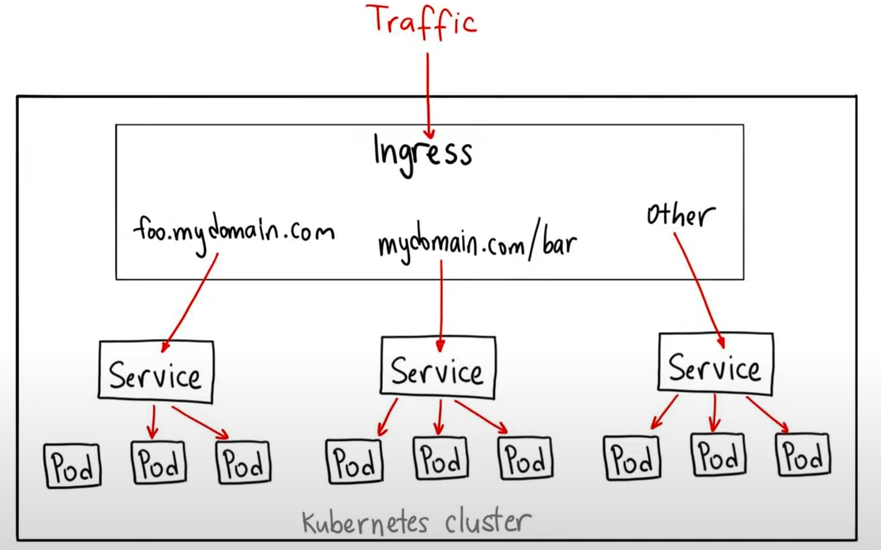 Traffic
Ingress
foo.mydomain.com
mydomain.com/bar
other
Service
Service
Service
Pod
Pod
Pod
Pod
Pod
Pod
Pod
Pod
Pod
Kubernetes cluster